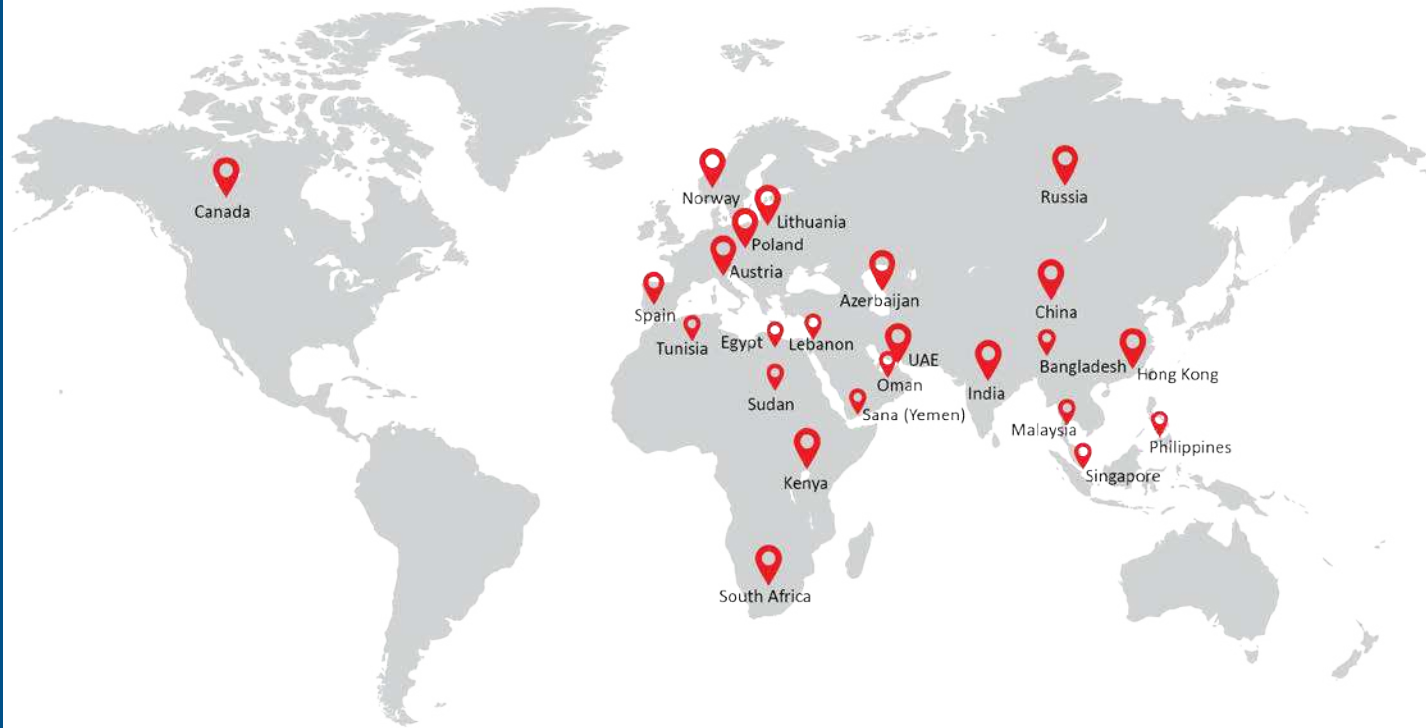 Canada
Norway
Russia
Lithuania
Poland
Austria
Azerbaijan
China
Spain
Tunisia
Egypt
Lebanon
UAE
Bangladesh
Hong Kong
Oman
India
Sudan
Sana (Yemen)
Malaysia
Philippines
Singapore
Kenya
South Africa